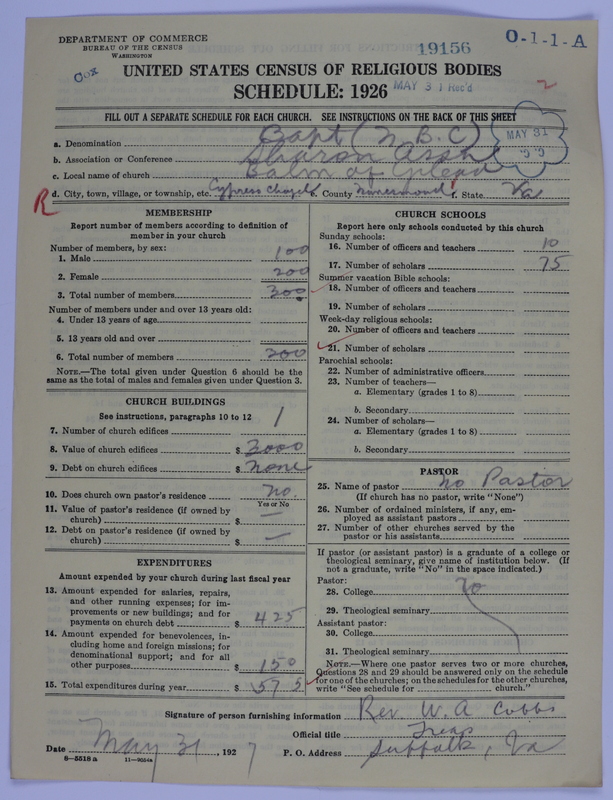 DEPARTMENT OF COMMERCE
BUREAU OF THE CENSUS
WASHINGTON
19156
O-1-1-A
UNITED STATES CENSUS OF RELIGIOUS BODIES
SCHEDULE: 1926
MAY 31 Rec'd
2
FILL OUT A SEPARATE SCHEDULE FOR EACH CHURCH. SEE INSTRUCTIONS ON THE BACK OF THIS SHEET
MAY 31
a. Denomination Bapt (N.B.C)
b. Association or Conference Sharon Assn
c. Local name of church Balm of Gilead
R
d. City, town, village, or township, etc. Cypress Chapel e. County Nansemond f. State Va
MEMBERSHIP
Report number of members according to definition of
member in your church
Number of members, by sex:
1. Male 100
2. Female 200
3. Total number of members 300
Number of members under and over 13 years old:
4. Under 13 years of age
5. 13 years old and over
6. Total number of members 300
NOTE.—The total given under Question 6 should be the
same as the total of males and females given under Question 3.
CHURCH BUILDINGS
See instructions, paragraphs 10 to 12
7. Number of church edifices 1
8. Value of church edifices $ 3000
9. Debt on church edifices $ none
10. Does church own pastor's residence no.
Yes or No
11. Value of pastor's residence (if owned by
church) $ —
12. Debt on pastor's residence (if owned by
church) $ —
EXPENDITURES
Amount expended by your church during last fiscal year
13. Amount expended for salaries, repairs,
and other running expenses; for im-
provements or new buildings; and for
payments on church debt $ 425
14. Amount expended for benevolences, in-
cluding home and foreign missions; for
denominational support; and for all
other purposes $ 150
15. Total expenditures during year $ 575
CHURCH SCHOOLS
Report here only schools conducted by this church
Sunday schools:
16. Number of officers and teachers 10
17. Number of scholars 75
Summer vacation Bible schools:
18. Number of officers and teachers
19. Number of scholars
Week-day religious schools:
20. Number of officers and teachers
21. Number of scholars
Parochial schools:
22. Number of administrative officers
23. Number of teachers—
a. Elementary (grades 1 to 8)
b. Secondary
24. Number of scholars—
a. Elementary (grades 1 to 8)
b. Secondary
PASTOR
25. Name of pastor no Pastor
(If church has no pastor, write "None")
26. Number of ordained ministers, if any, em-
ployed as assistant pastors
27. Number of other churches served by the
pastor or his assistants
If pastor (or assistant pastor) is a graduate of a college or
theological seminary, give name of institution below. (If
not a graduate, write "No" in the space indicated.)
Pastor:
28. College No
29. Theological seminary
Assistant pastor:
30. College
31. Theological seminary
NOTE.—Where one pastor serves two or more churches,
Questions 28 and 29 should be answered only on the schedule
for one of the churches; on the schedules for the other churches,
write "See schedule for church."
Signature of person furnishing information Rev. W. A Cobbs
Official title Treas
Date May 31, 1927 P. O. Address Suffolk, Va
8-5518 a